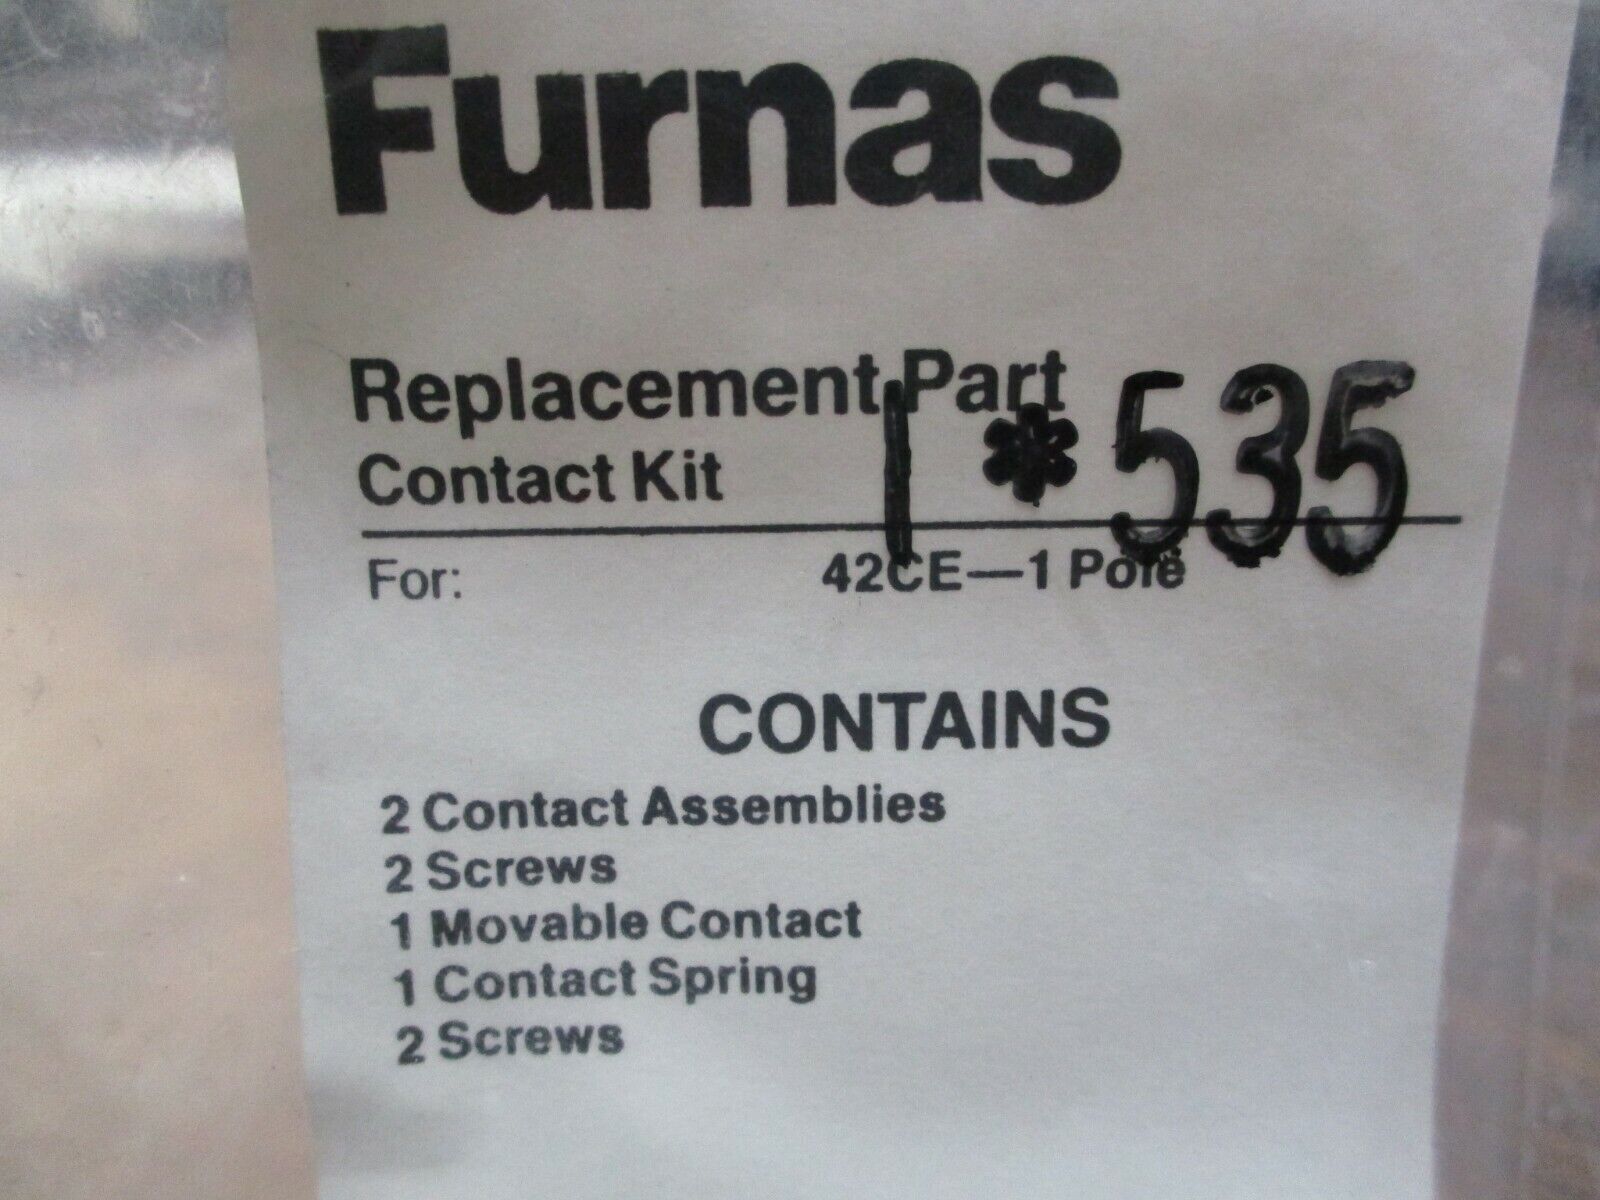 Furnas
Replacement Part
Contact Kit
1 * 535
For: 42CE—1 Pole
CONTAINS
2 Contact Assemblies
2 Screws
1 Movable Contact
1 Contact Spring
2 Screws